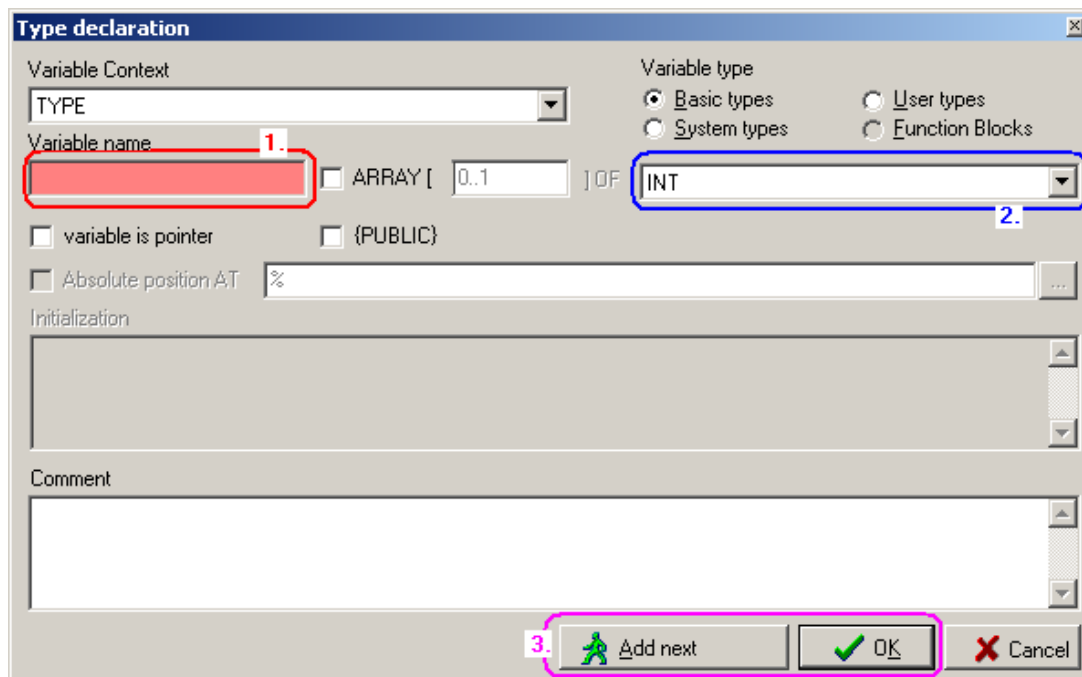 Type declaration
Variable Context
Variable type
TYPE
Basic types
User types
System types
Function Blocks
Variable name
1.
ARRAY [
0..1
] OF
INT
2.
variable is pointer
{PUBLIC}
Absolute position AT
%
...
Initialization
Comment
3.
Add next
OK
Cancel